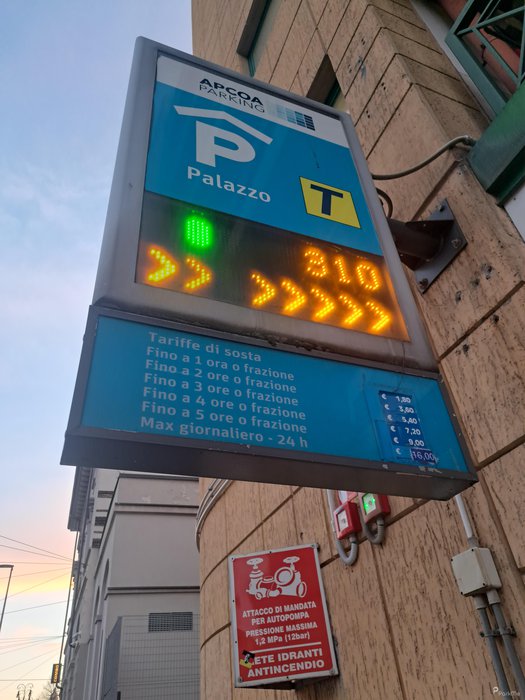 APCOA
PARKING
P
Palazzo
T
310
Tariffe di sosta
Fino a 1 ora o frazione € 1,80
Fino a 2 ore o frazione € 3,60
Fino a 3 ore o frazione € 5,40
Fino a 4 ore o frazione € 7,20
Fino a 5 ore o frazione € 9,00
Max giornaliero - 24 h € 16,00
ATTACCO DI MANDATA
PER AUTOPOMPA
PRESSIONE MASSIMA
1,2 MPa (12bar)
RETE IDRANTI
ANTINCENDIO